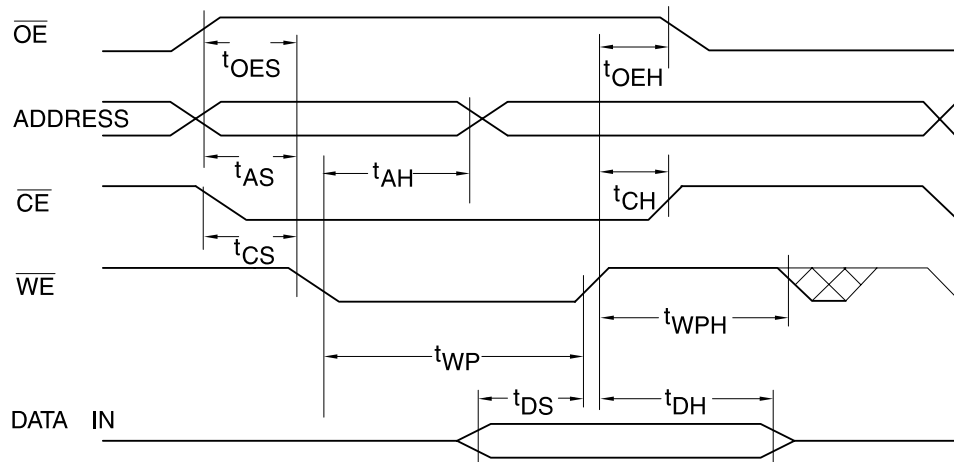 OE
tOES
tOEH
ADDRESS
tAS
tAH
tCH
CE
tCS
WE
tWPH
tWP
tDS
tDH
DATA IN